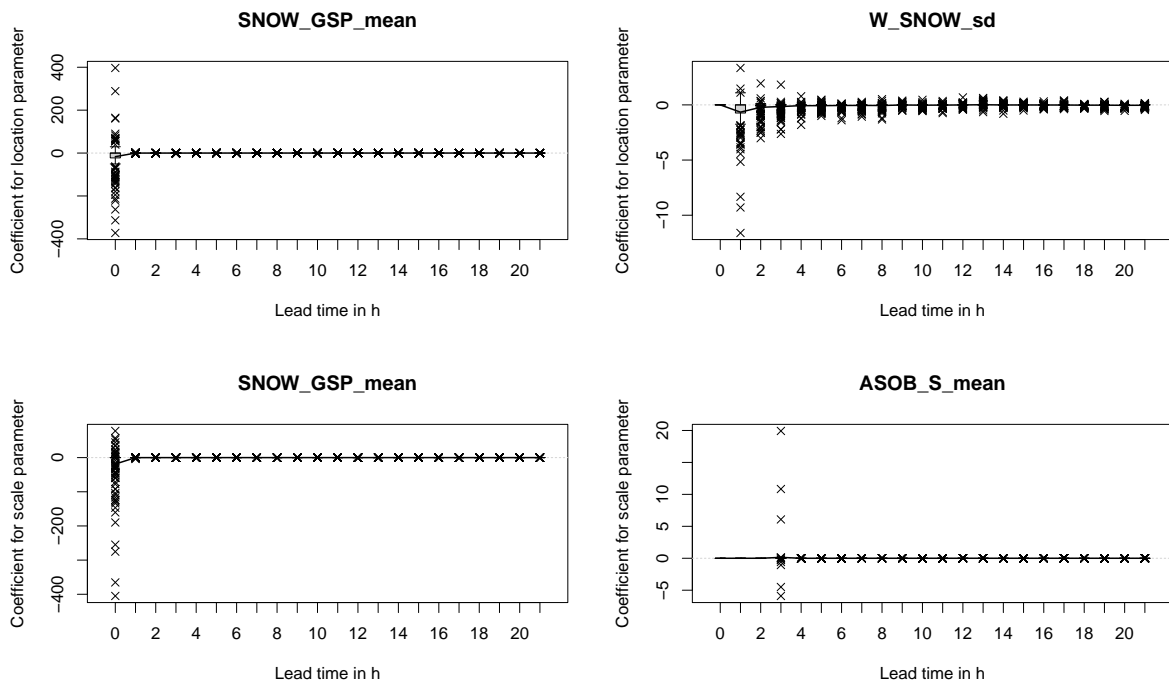 SNOW_GSP_mean
Coefficient for location parameter
400
200
0
−400
0 2 4 6 8 10 12 14 16 18 20
Lead time in h
W_SNOW_sd
Coefficient for location parameter
0
−5
−10
0 2 4 6 8 10 12 14 16 18 20
Lead time in h
SNOW_GSP_mean
Coefficient for scale parameter
0
−200
−400
0 2 4 6 8 10 12 14 16 18 20
Lead time in h
ASOB_S_mean
Coefficient for scale parameter
20
10
5
0
−5
0 2 4 6 8 10 12 14 16 18 20
Lead time in h